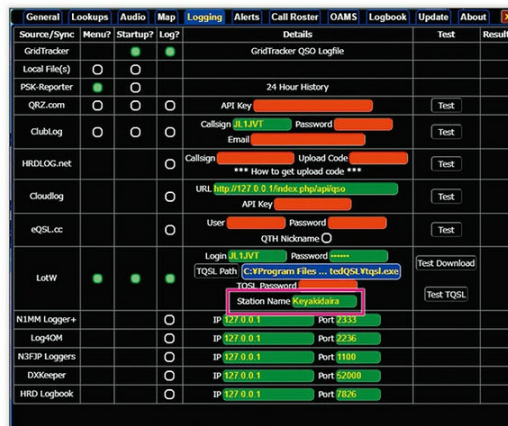 General Lookups Audio Map Logging Alerts Call Roster OAMS Logbook Update About X
Source/Sync Menu? Startup? Log? Details Test Result
GridTracker GridTracker QSO Logfile
Local File(s)
PSK-Reporter 24 Hour History
QRZ.com API Key Test
ClubLog Callsign JL1JVT Password Test
Email
HRDLOG.net Callsign Upload Code Test
*** How to get upload code ***
Cloudlog URL http://127.0.0.1/index.php/api/qso Test
API Key
eQSL.cc User Password Test
QTH Nickname
LotW Login JL1JVT Password ------ Test Download
TQSL Path C:¥Program Files ... tedQSL¥tqsl.exe
TQSL Password Test TQSL
Station Name Keyakidaira
N1MM Logger+ IP 127.0.0.1 Port 2333
Log4OM IP 127.0.0.1 Port 2236
N3FJP Loggers IP 127.0.0.1 Port 1100
DXKeeper IP 127.0.0.1 Port 52000
HRD Logbook IP 127.0.0.1 Port 7826